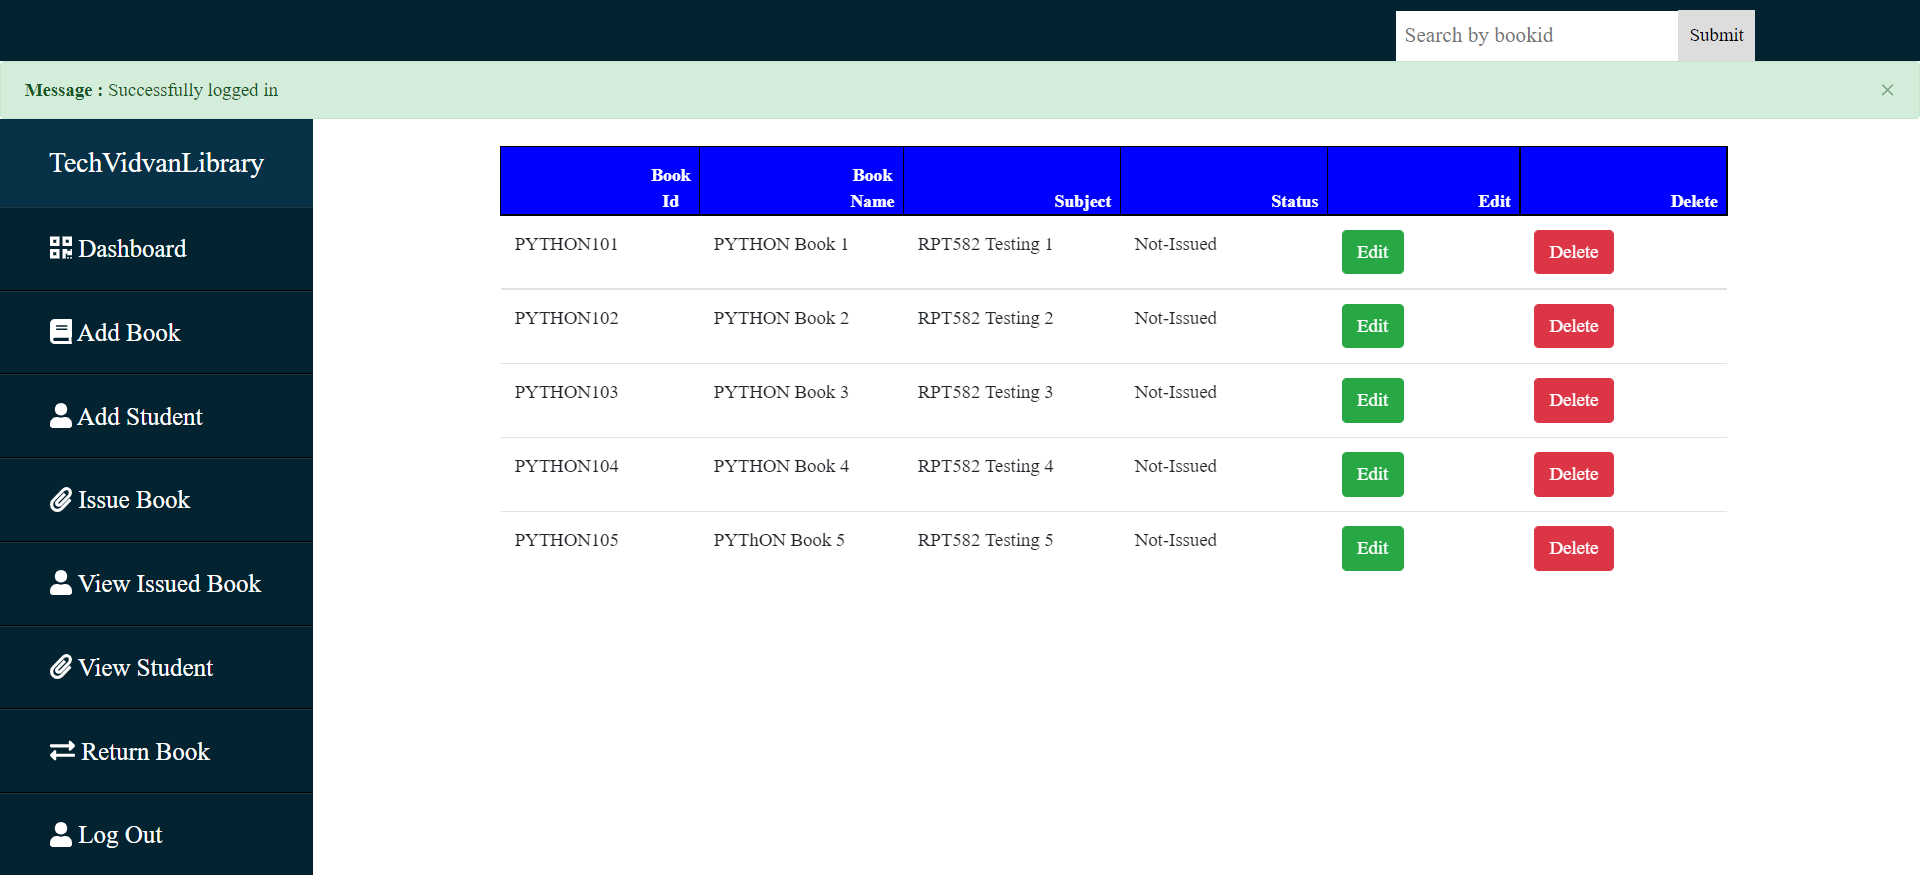 Search by bookid Submit
Message : Successfully logged in ×
TechVidvanLibrary
Dashboard
Add Book
Add Student
Issue Book
View Issued Book
View Student
Return Book
Log Out
Book Id Book Name Subject Status Edit Delete
PYTHON101 PYTHON Book 1 RPT582 Testing 1 Not-Issued Edit Delete
PYTHON102 PYTHON Book 2 RPT582 Testing 2 Not-Issued Edit Delete
PYTHON103 PYTHON Book 3 RPT582 Testing 3 Not-Issued Edit Delete
PYTHON104 PYTHON Book 4 RPT582 Testing 4 Not-Issued Edit Delete
PYTHON105 PYThON Book 5 RPT582 Testing 5 Not-Issued Edit Delete